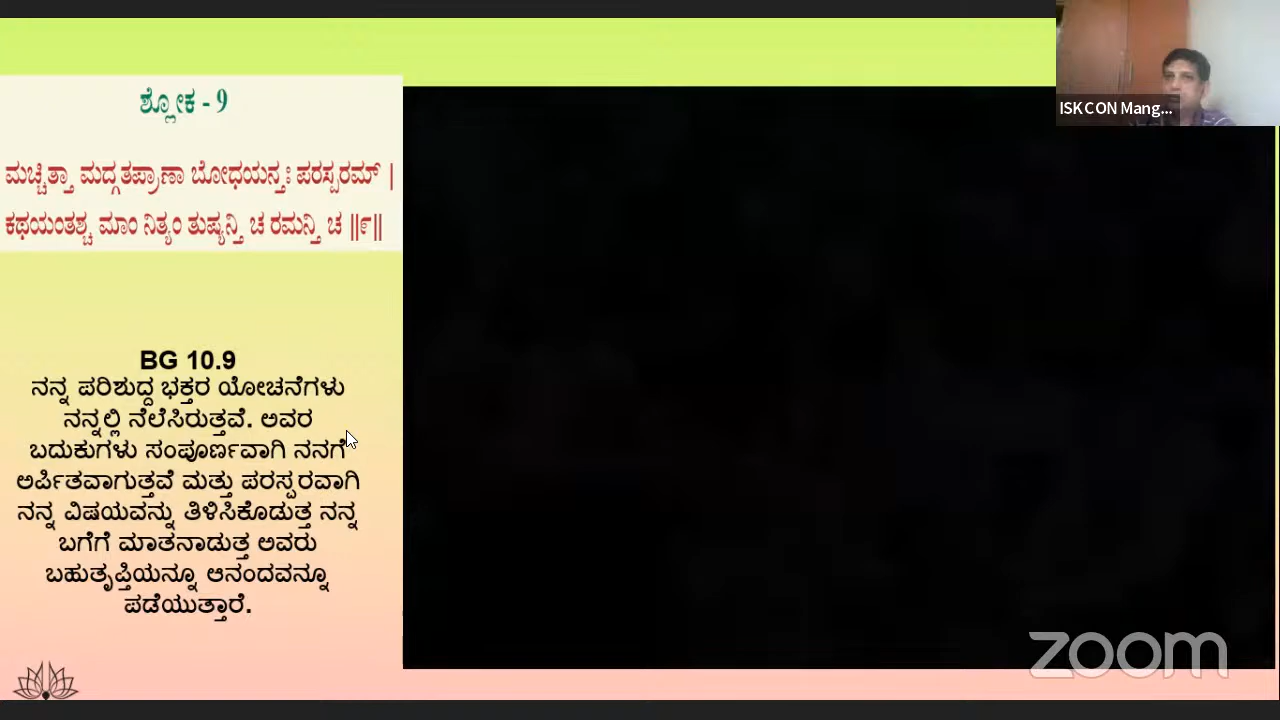 ಶ್ಲೋಕ - 9
ಮಚ್ಚಿತ್ತಾ ಮದ್ಗತಪ್ರಾಣಾ ಬೋಧಯನ್ತಃ ಪರಸ್ಪರಮ್ |
ಕಥಯಂತಶ್ಚ ಮಾಂ ನಿತ್ಯಂ ತುಷ್ಯನ್ತಿ ಚ ರಮನ್ತಿ ಚ ||೯||
BG 10.9
ನನ್ನ ಪರಿಶುದ್ದ ಭಕ್ತರ ಯೋಚನೆಗಳು
ನನ್ನಲ್ಲಿ ನೆಲೆಸಿರುತ್ತವೆ. ಅವರ
ಬದುಕುಗಳು ಸಂಪೂರ್ಣವಾಗಿ ನನಗೆ
ಅರ್ಪಿತವಾಗುತ್ತವೆ ಮತ್ತು ಪರಸ್ಪರವಾಗಿ
ನನ್ನ ವಿಷಯವನ್ನು ತಿಳಿಸಿಕೊಡುತ್ತ ನನ್ನ
ಬಗೆಗೆ ಮಾತನಾಡುತ್ತ ಅವರು
ಬಹುತೃಪ್ತಿಯನ್ನೂ ಆನಂದವನ್ನೂ
ಪಡೆಯುತ್ತಾರೆ.
ISKCON Mang...
zoom